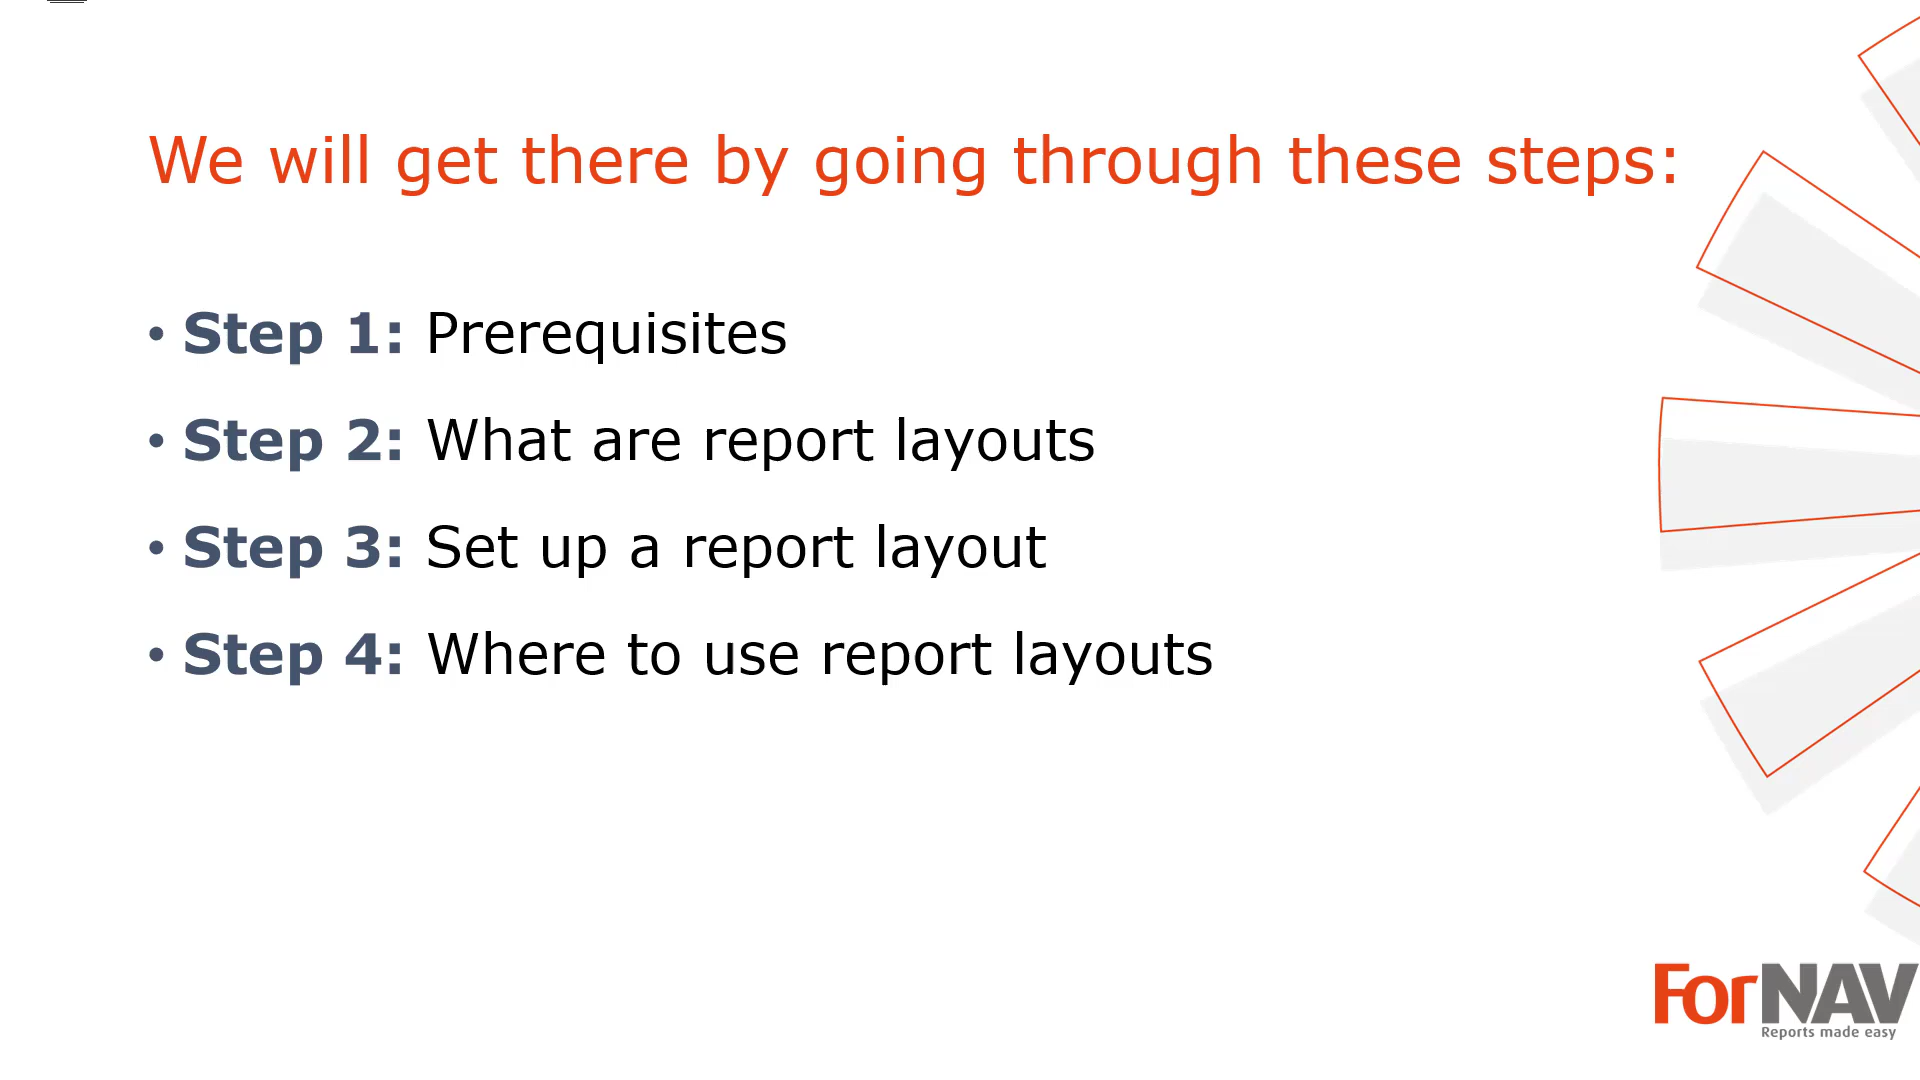 We will get there by going through these steps:
• Step 1: Prerequisites
• Step 2: What are report layouts
• Step 3: Set up a report layout
• Step 4: Where to use report layouts
ForNAV
Reports made easy